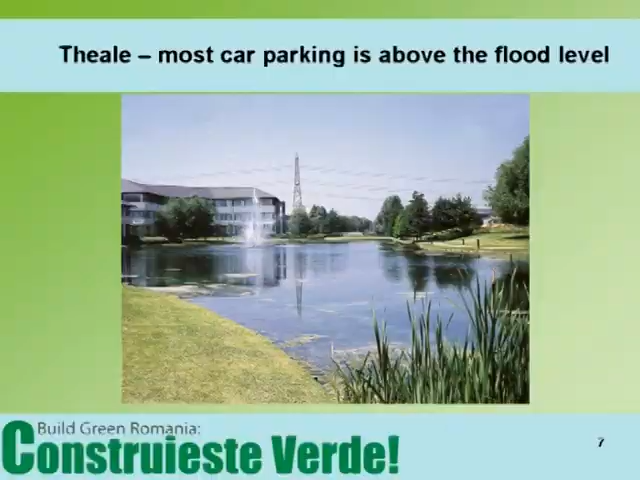 Theale – most car parking is above the flood level
Build Green Romania:
Construieste Verde!
7